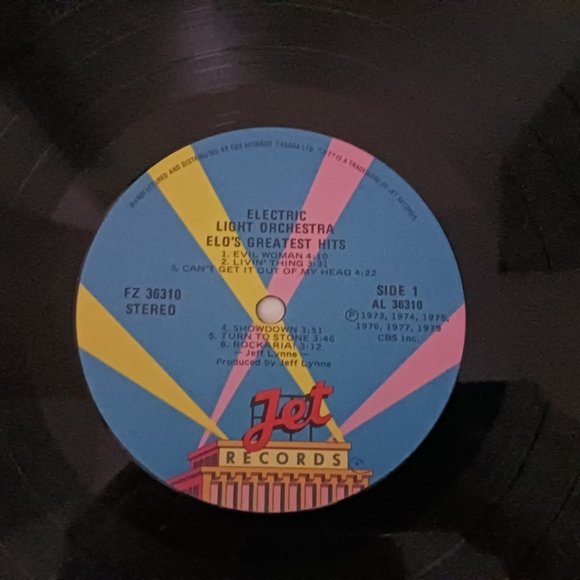 MANUFACTURED AND DISTRIBUTED BY CBS RECORDS CANADA LTD. "JET" IS A TRADEMARK OF JET RECORDS.
ELECTRIC
LIGHT ORCHESTRA
ELO'S GREATEST HITS
1. EVIL WOMAN 4:10
2. LIVIN' THING 3:31
3. CAN'T GET IT OUT OF MY HEAD 4:22
FZ 36310
STEREO
SIDE 1
AL 36310
Ⓟ 1973, 1974, 1975,
1976, 1977, 1979
CBS Inc.
4. SHOWDOWN 3:51
5. TURN TO STONE 3:46
6. ROCKARIA! 3:12
– Jeff Lynne –
Produced by Jeff Lynne
Jet
RECORDS